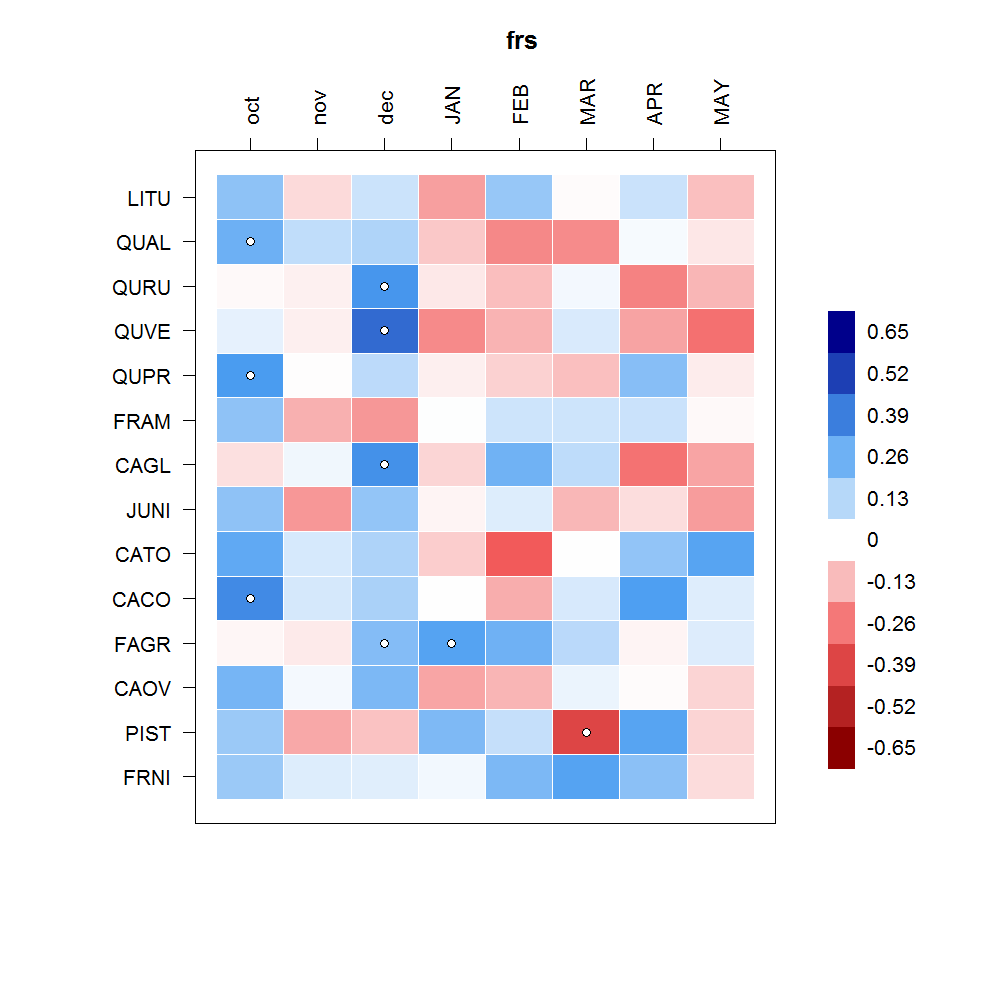 frs
oct nov dec JAN FEB MAR APR MAY
LITU
QUAL
QURU
QUVE
QUPR
FRAM
CAGL
JUNI
CATO
CACO
FAGR
CAOV
PIST
FRNI
0.65
0.52
0.39
0.26
0.13
0
-0.13
-0.26
-0.39
-0.52
-0.65